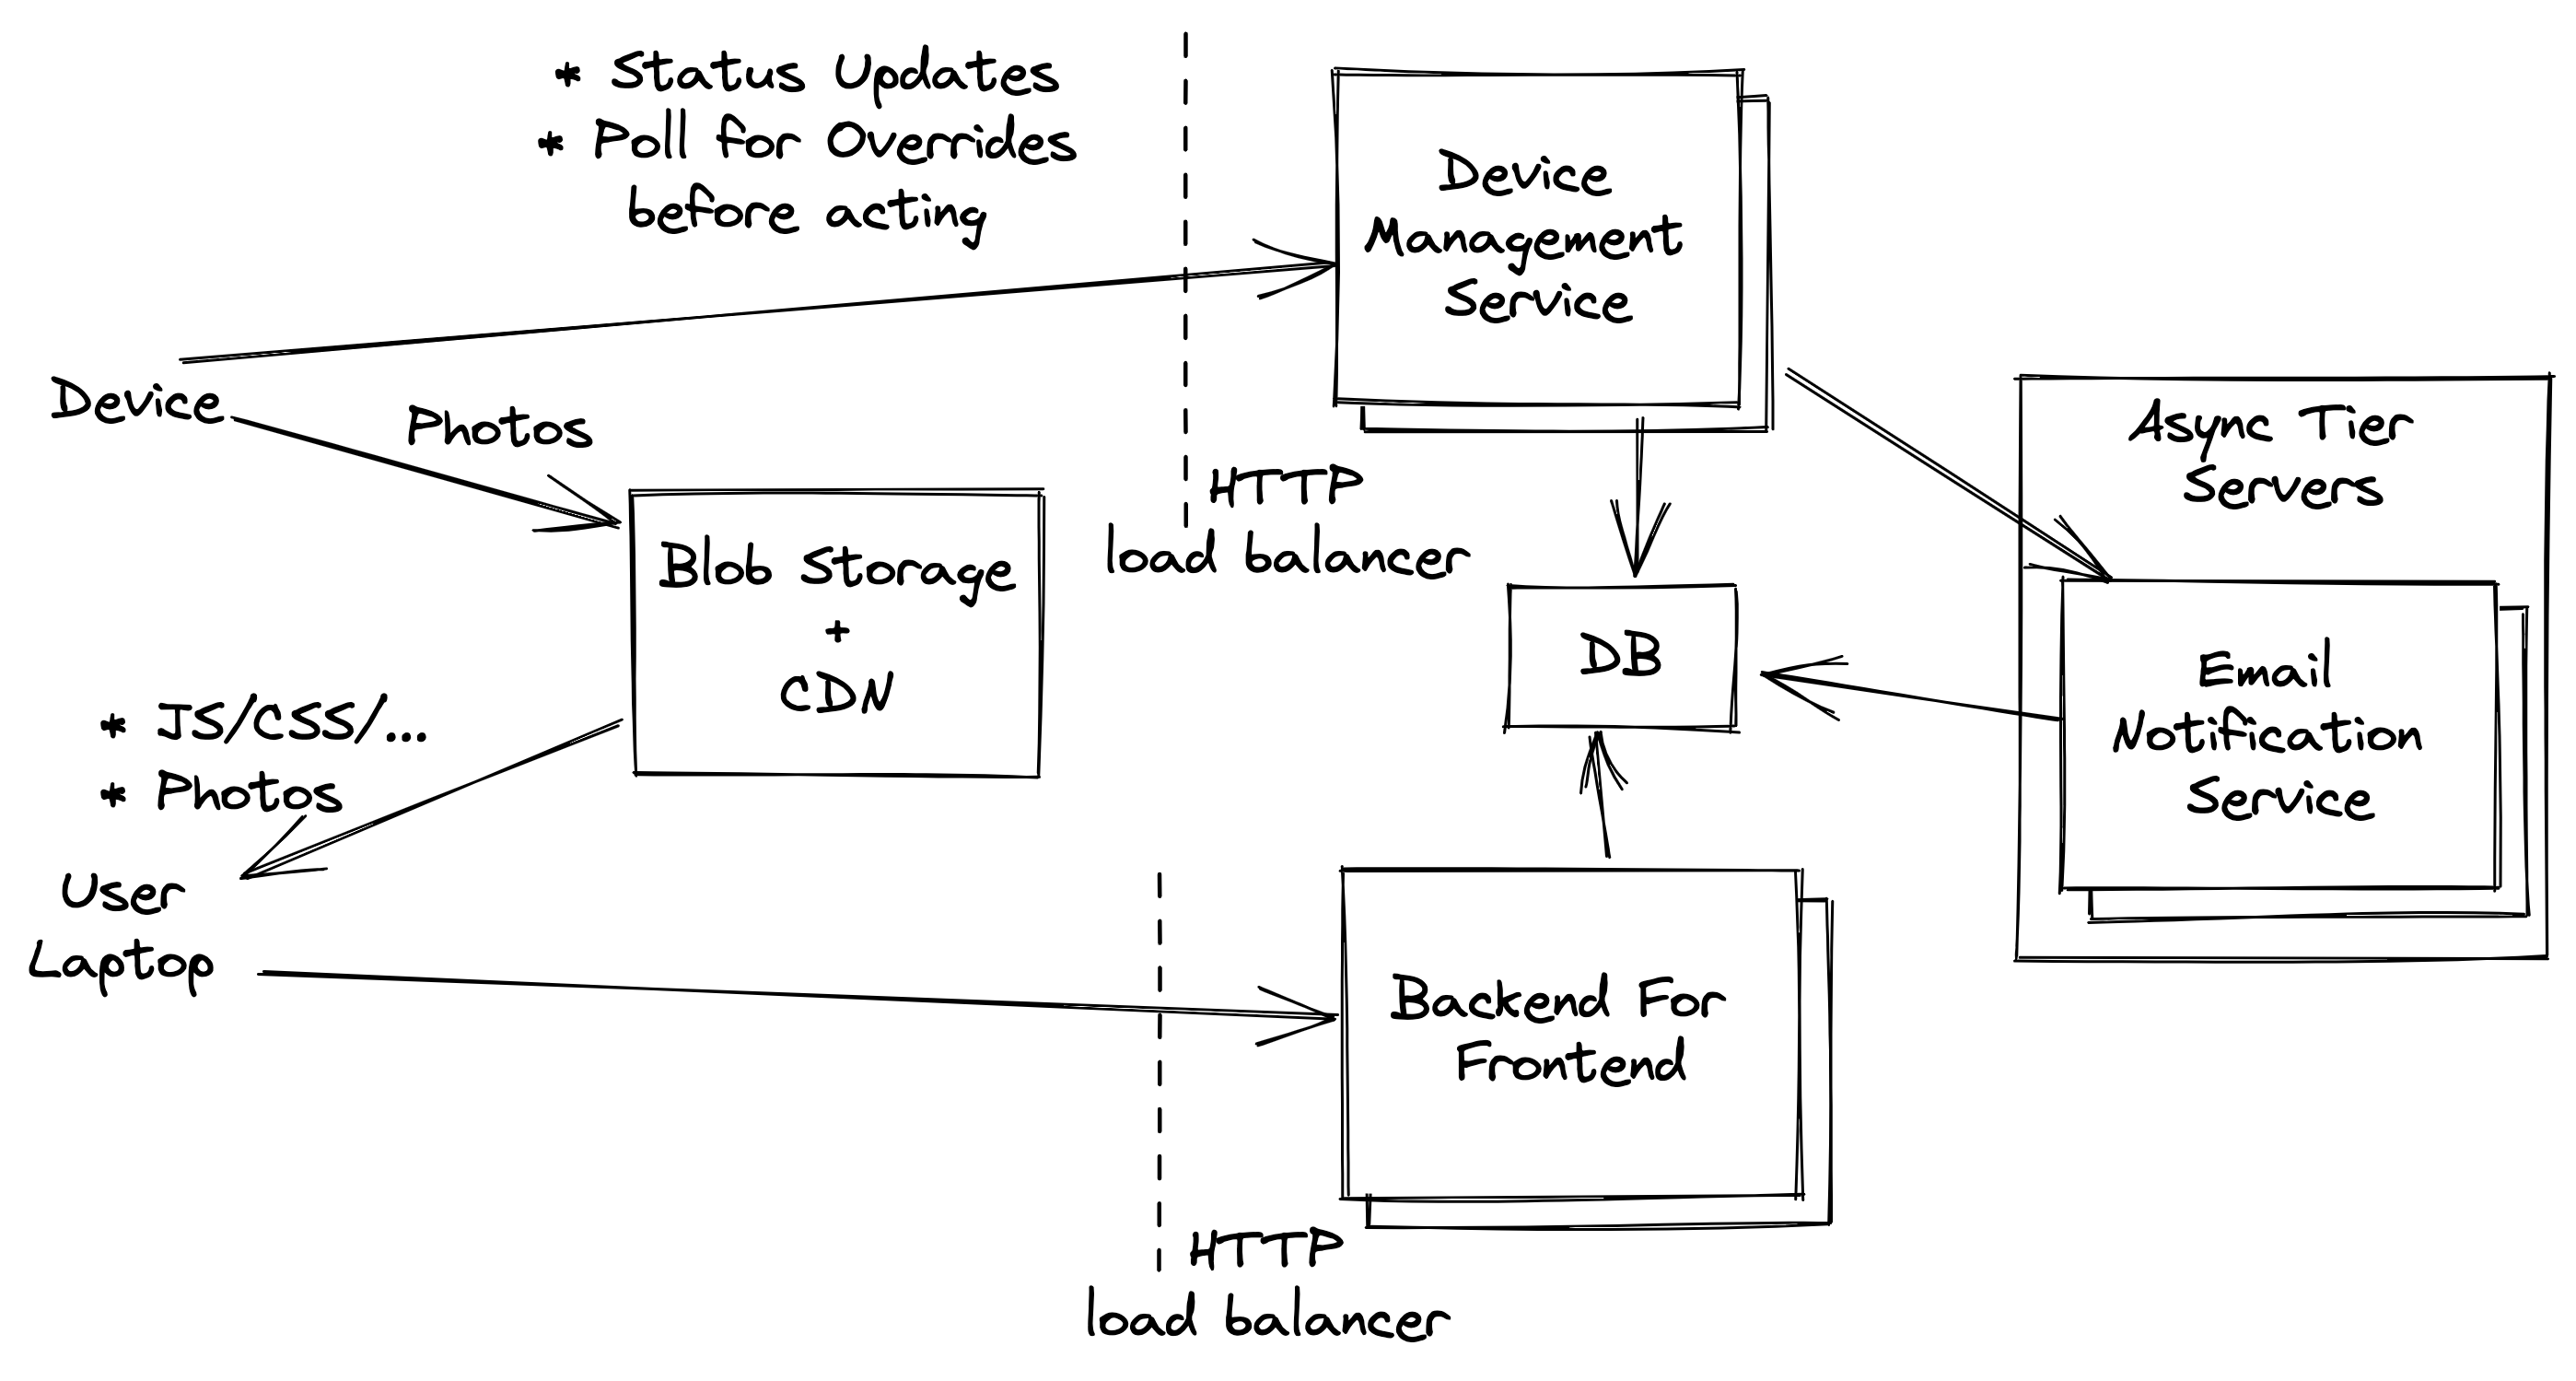 * Status Updates
* Poll for Overrides
before acting
Device
Management
Service
Device
Photos
Async Tier
Servers
HTTP
load balancer
Blob Storage
+
CDN
DB
Email
Notification
Service
* JS/CSS/...
* Photos
User
Laptop
Backend For
Frontend
HTTP
load balancer